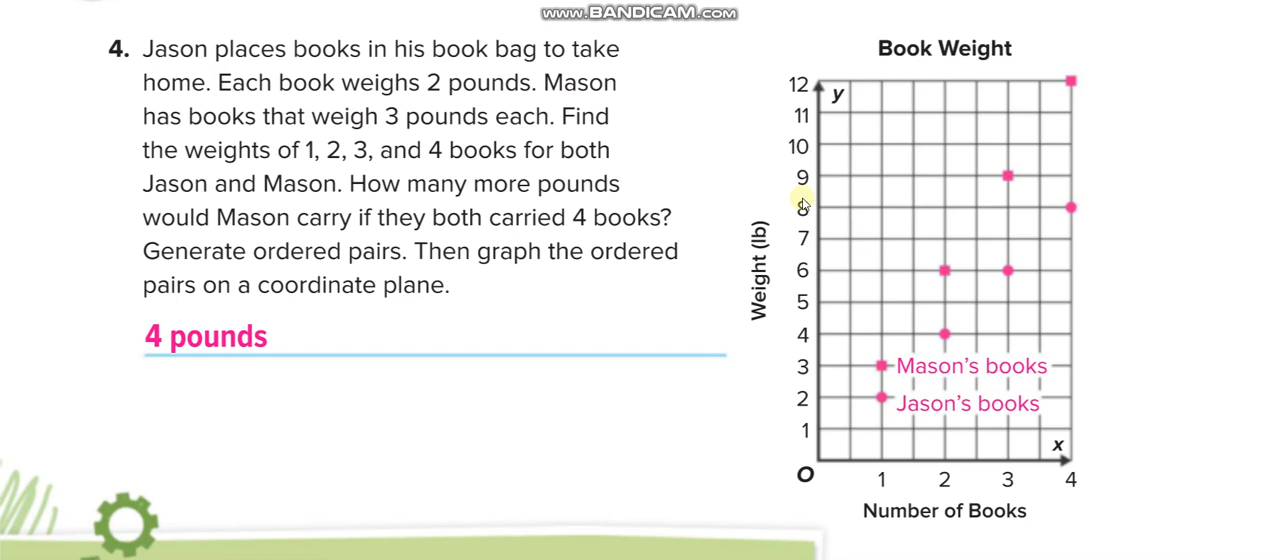 www.BANDICAM.com
4. Jason places books in his book bag to take
home. Each book weighs 2 pounds. Mason
has books that weigh 3 pounds each. Find
the weights of 1, 2, 3, and 4 books for both
Jason and Mason. How many more pounds
would Mason carry if they both carried 4 books?
Generate ordered pairs. Then graph the ordered
pairs on a coordinate plane.
4 pounds
Book Weight
12
y
11
10
9
8
7
6
5
4
3
Mason's books
2
Jason's books
1
x
O
1 2 3 4
Weight (lb)
Number of Books